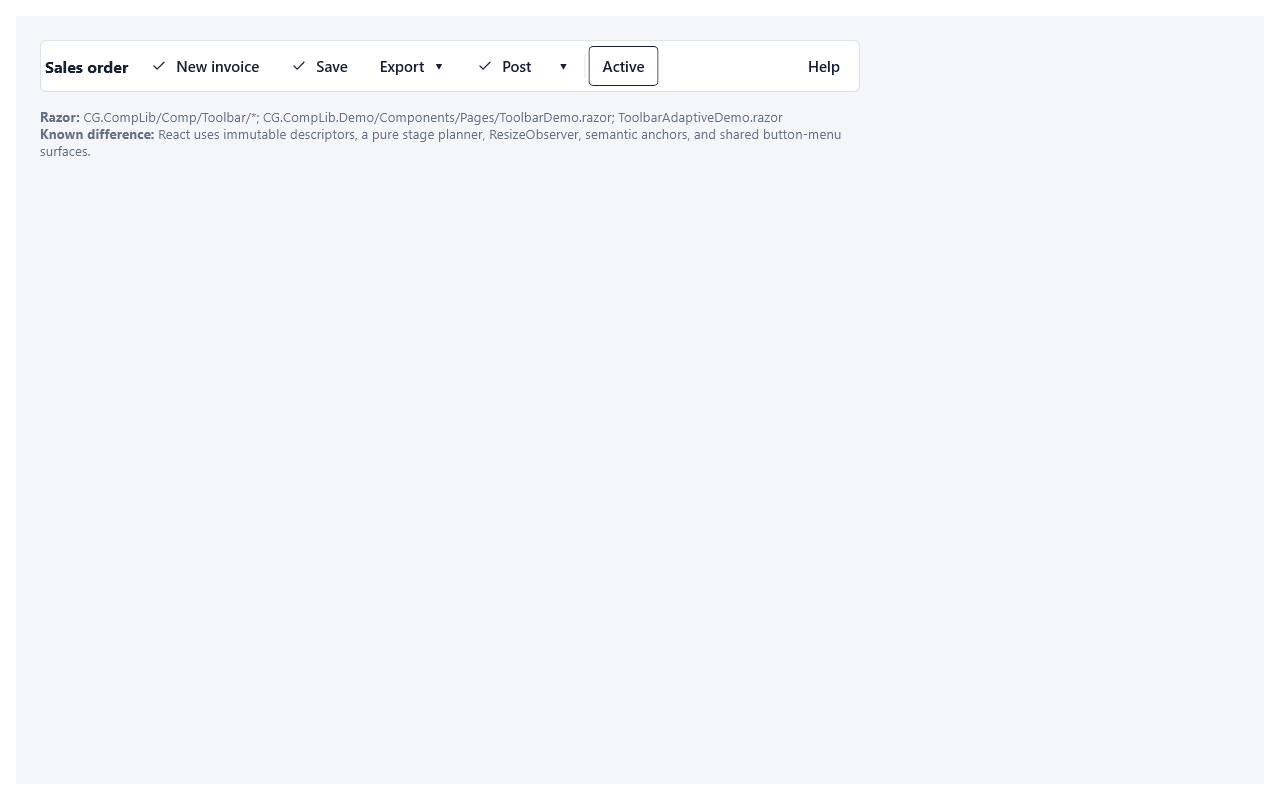 Sales order New invoice Save Export ▼ Post ▼ Active Help
Razor: CG.CompLib/Comp/Toolbar/*; CG.CompLib.Demo/Components/Pages/ToolbarDemo.razor; ToolbarAdaptiveDemo.razor
Known difference: React uses immutable descriptors, a pure stage planner, ResizeObserver, semantic anchors, and shared button-menu
surfaces.